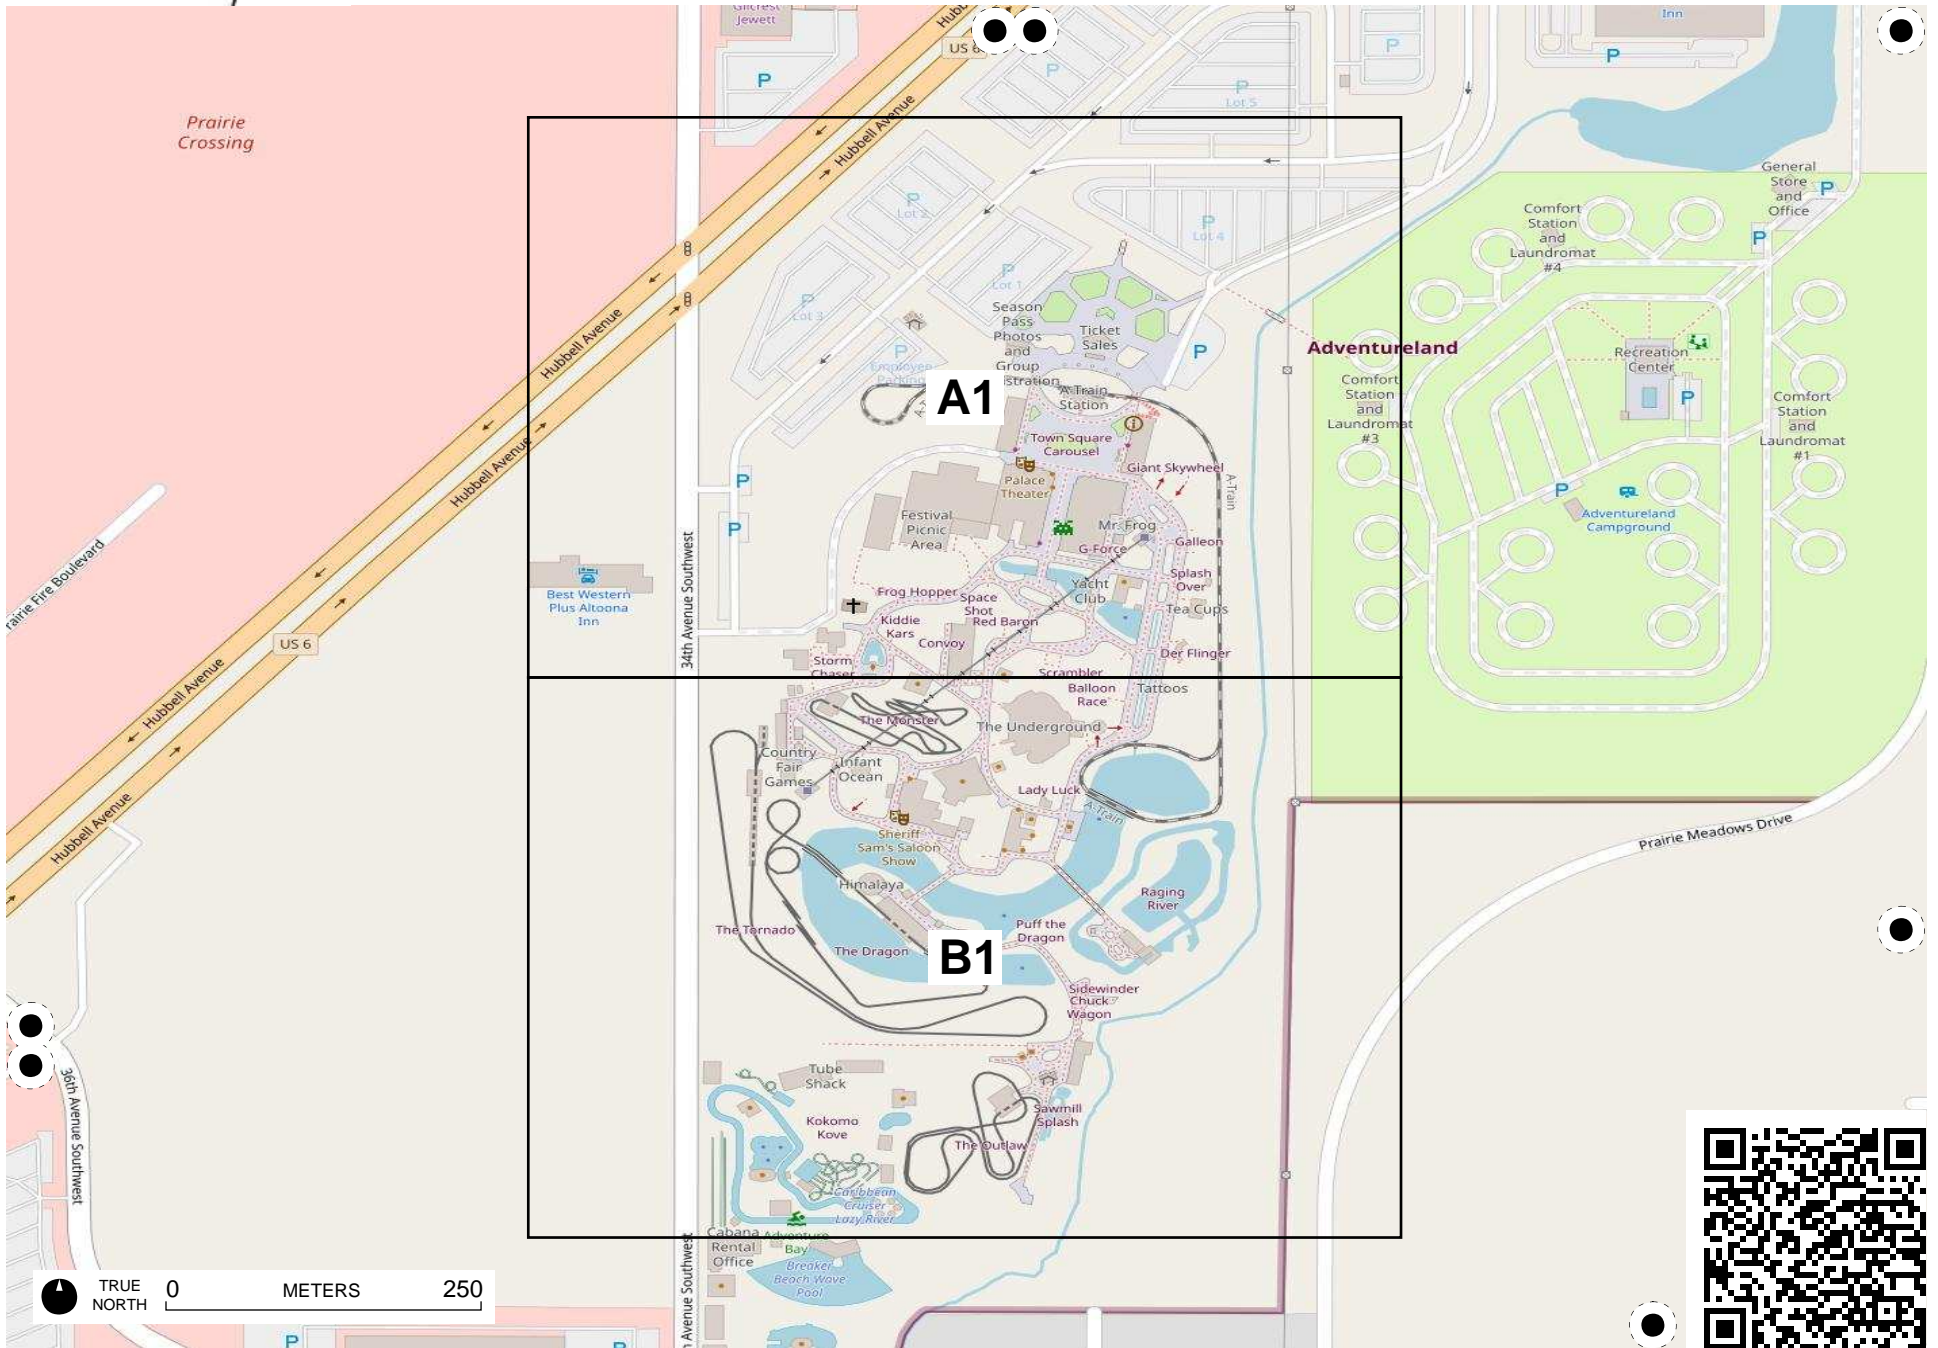 Gilcrest
Jewett
Inn
US 6
P
P
P
P
Lot 5
Prairie
Crossing
Hubbell Avenue
General
Store
and
Office
P
P
Lot 2
P
Lot 4
Comfort
Station
and
Laundromat
#4
P
P
Lot 1
P
Lot 3
Season
Pass
Photos
and
Group
Ticket
Sales
P
Employee
Parking
Adventureland
Hubbell Avenue
Recreation
Center
A1
A-Train
Station
Comfort
Station
and
Laundromat
#3
P
Comfort
Station
and
Laundromat
#1
Town Square
Carousel
Hubbell Avenue
Giant Skywheel
Palace
Theater
A-Train
P
P
P
Festival
Picnic
Area
Mr. Frog
Adventureland
Campground
G-Force
Galleon
34th Avenue Southwest
Best Western
Plus Altoona
Inn
Yacht
Club
Splash
Over
Frog Hopper
Space
Shot
Tea Cups
Red Baron
Kiddie
Kars
Convoy
US 6
Hubbell Avenue
Storm
Chaser
Der Flinger
Scrambler
Balloon
Race
Tattoos
The Monster
The Underground
Country
Fair
Games
Infant
Ocean
Lady Luck
A-Train
Hubbell Avenue
Sheriff
Sam's Saloon
Show
Prairie Meadows Drive
Himalaya
Raging
River
The Tornado
Puff the
Dragon
The Dragon
B1
Sidewinder
Chuck
Wagon
36th Avenue Southwest
Tube
Shack
Kokomo
Kove
Sawmill
Splash
The Outlaw
Caribbean
Cruiser
Lazy River
Cabana
Rental
Office
Adventure
Bay
Breaker
Beach Wave
Pool
TRUE
NORTH
0 METERS 250
P